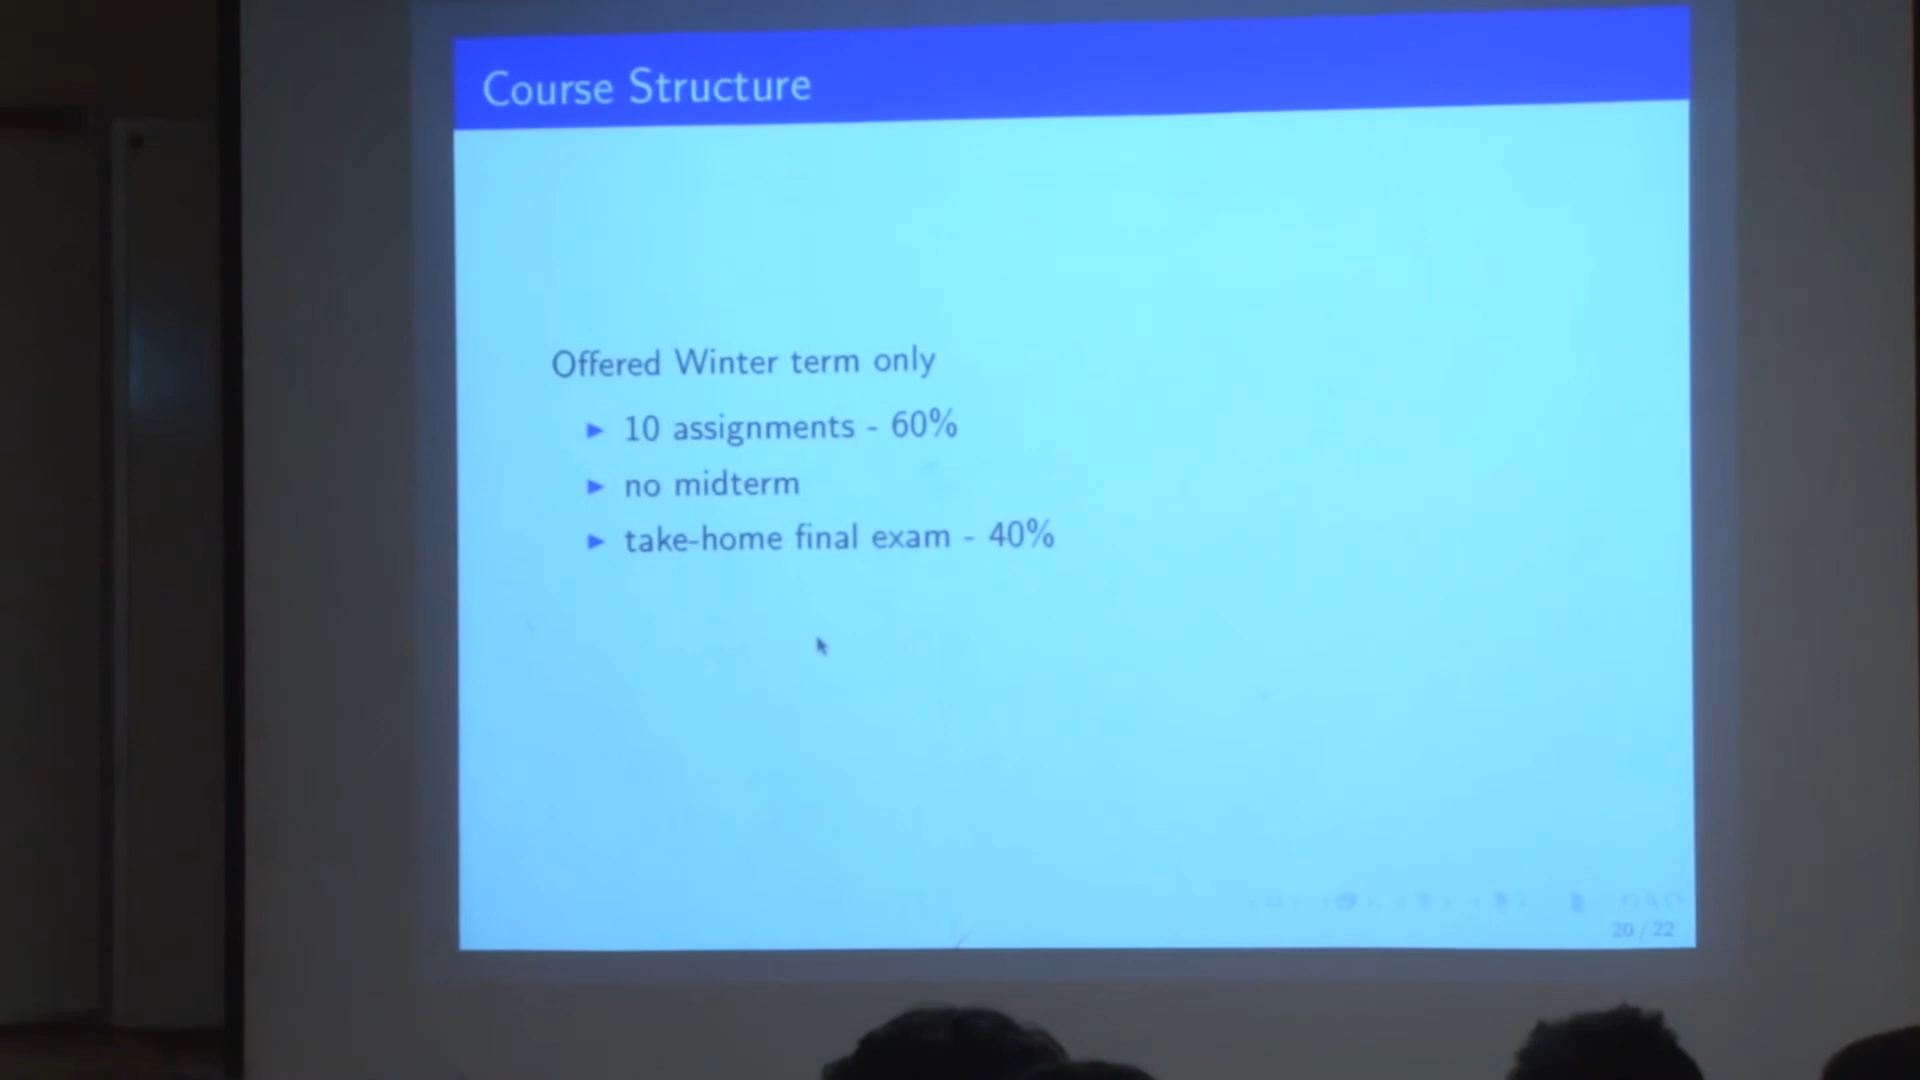 Course Structure
Offered Winter term only
10 assignments - 60%
no midterm
take-home final exam - 40%
20 / 22